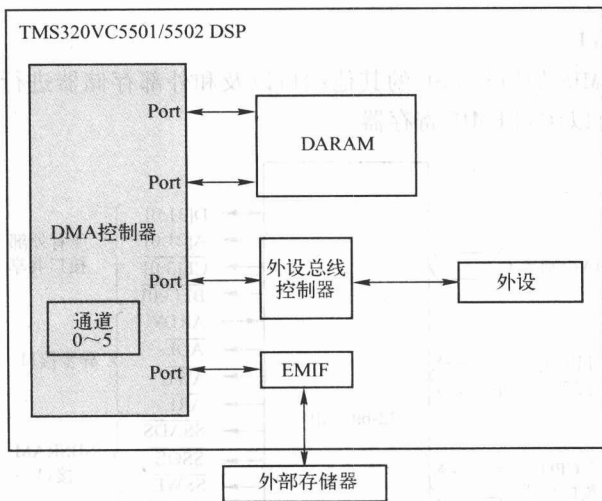 TMS320VC5501/5502 DSP
Port
DARAM
Port
DMA控制器
Port
外设总线
控制器
外设
通道
0～5
Port
EMIF
外部存储器